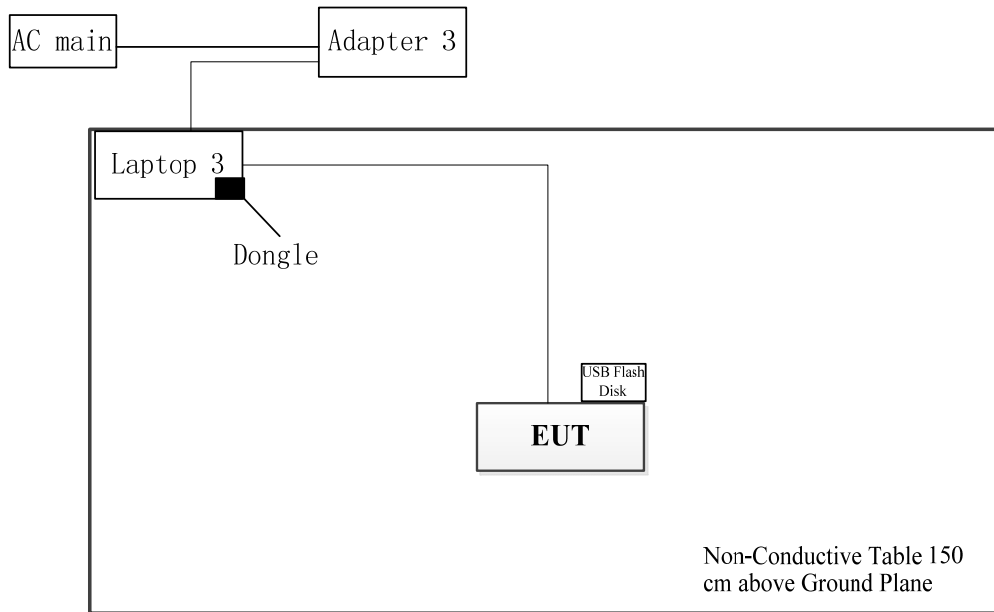 AC main
Adapter 3
Laptop 3
Dongle
USB Flash
Disk
EUT
Non-Conductive Table 150
cm above Ground Plane